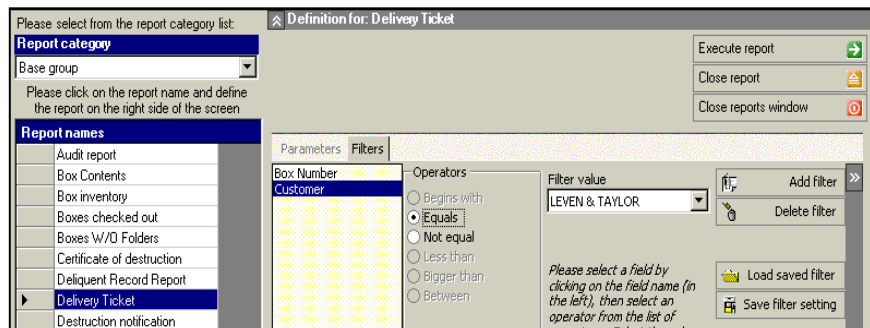 Please select from the report category list:
Report category
Base group
Please click on the report name and define
the report on the right side of the screen
Report names
Audit report
Box Contents
Box inventory
Boxes checked out
Boxes W/O Folders
Certificate of destruction
Deliquent Record Report
Delivery Ticket
Destruction notification
Definition for: Delivery Ticket
Execute report
Close report
Close reports window
Parameters Filters
Box Number
Customer
Operators
Begins with
Equals
Not equal
Less than
Bigger than
Between
Filter value
LEVEN & TAYLOR
Please select a field by
clicking on the field name (in
the left), then select an
operator from the list of
Add filter
Delete filter
Load saved filter
Save filter setting